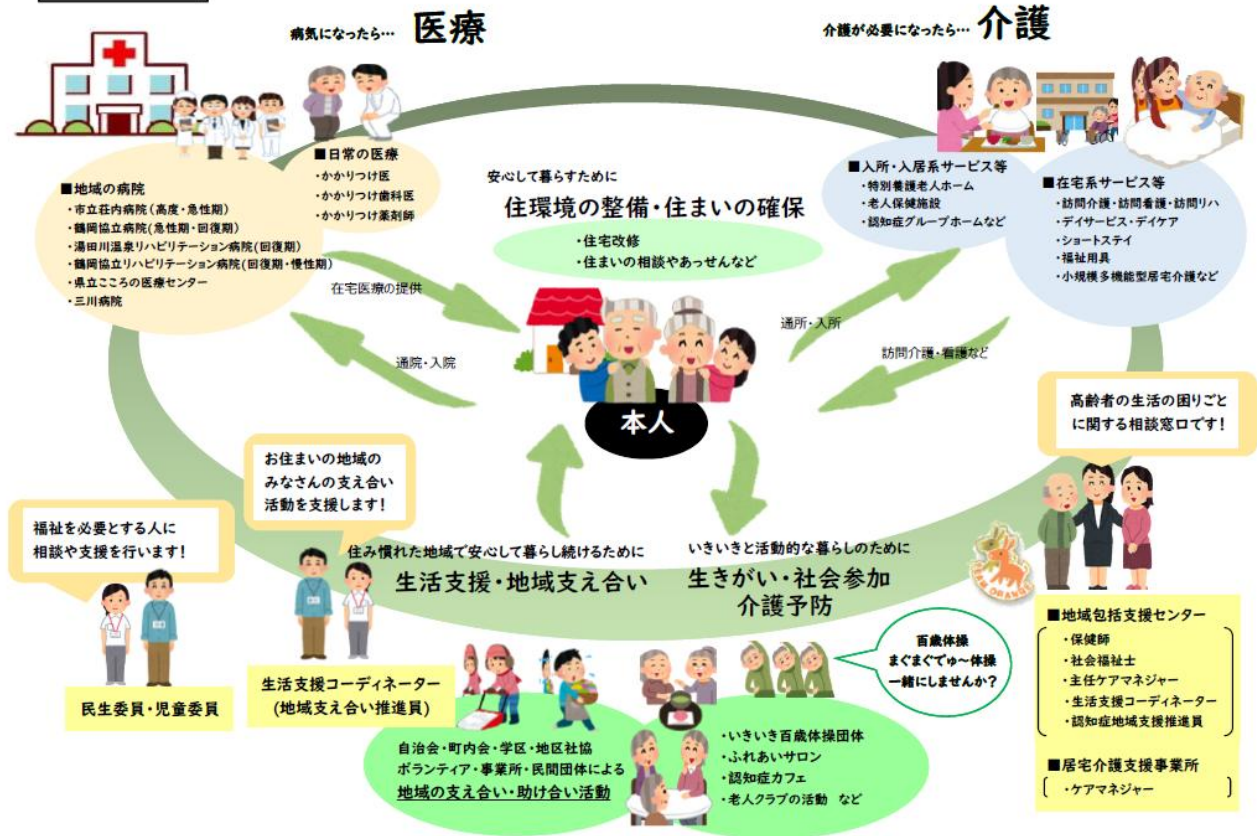 病気になったら… 医療
介護が必要になったら… 介護
■日常の医療
・かかりつけ医
・かかりつけ歯科医
・かかりつけ薬剤師
■地域の病院
・市立荘内病院(高度・急性期)
・鶴岡協立病院(急性期・回復期)
・湯田川温泉リハビリテーション病院(回復期)
・鶴岡協立リハビリテーション病院(回復期・慢性期)
・県立こころの医療センター
・三川病院
安心して暮らすために
住環境の整備・住まいの確保
・住宅改修
・住まいの相談やあっせんなど
■入所・入居系サービス等
・特別養護老人ホーム
・老人保健施設
・認知症グループホームなど
■在宅系サービス等
・訪問介護・訪問看護・訪問リハ
・デイサービス・デイケア
・ショートステイ
・福祉用具
・小規模多機能型居宅介護など
在宅医療の提供
通院・入院
通所・入所
訪問介護・看護など
本人
高齢者の生活の困りごと
に関する相談窓口です!
お住まいの地域の
みなさんの支え合い
活動を支援します!
福祉を必要とする人に
相談や支援を行います!
住み慣れた地域で安心して暮らし続けるために
生活支援・地域支え合い
いきいきと活動的な暮らしのために
生きがい・社会参加
介護予防
TEAM ORANGE
百歳体操
まぐまぐでゅ~体操
一緒にしませんか?
民生委員・児童委員
生活支援コーディネーター
(地域支え合い推進員)
自治会・町内会・学区・地区社協
ボランティア・事業所・民間団体による
地域の支え合い・助け合い活動
・いきいき百歳体操団体
・ふれあいサロン
・認知症カフェ
・老人クラブの活動 など
■地域包括支援センター
・保健師
・社会福祉士
・主任ケアマネジャー
・生活支援コーディネーター
・認知症地域支援推進員
■居宅介護支援事業所
・ケアマネジャー